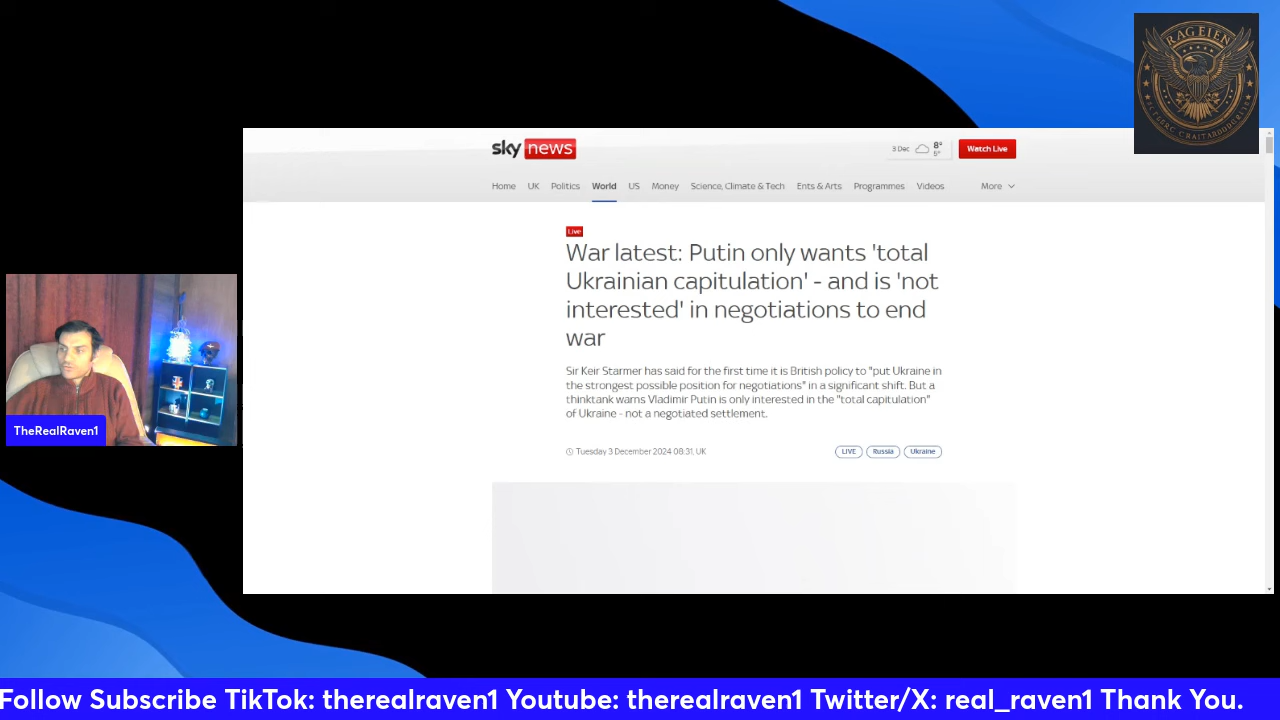 RAGEIEN
sky news
3 Dec
8°
5°
Watch Live
Home UK Politics World US Money Science, Climate & Tech Ents & Arts Programmes Videos More
Live
War latest: Putin only wants 'total
Ukrainian capitulation' - and is 'not
interested' in negotiations to end
war
Sir Keir Starmer has said for the first time it is British policy to "put Ukraine in
the strongest possible position for negotiations" in a significant shift. But a
thinktank warns Vladimir Putin is only interested in the "total capitulation"
of Ukraine - not a negotiated settlement.
Tuesday 3 December 2024 08:31, UK
LIVE Russia Ukraine
TheRealRaven1
Follow Subscribe TikTok: therealraven1 Youtube: therealraven1 Twitter/X: real_raven1 Thank You.